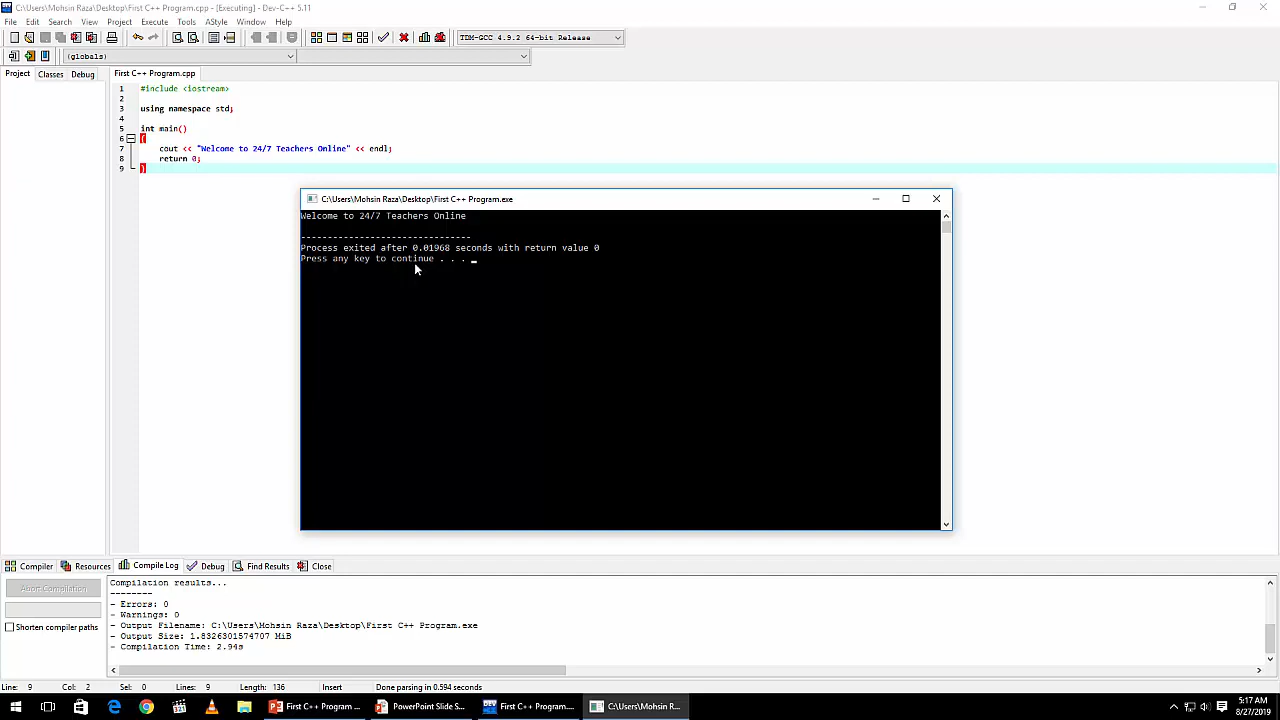 C:\Users\Mohsin Raza\Desktop\First C++ Program.cpp - [Executing] - Dev-C++ 5.11
File Edit Search View Project Execute Tools AStyle Window Help
TDM-GCC 4.9.2 64-bit Release
(globals)
Project Classes Debug First C++ Program.cpp
1 #include <iostream>
2
3 using namespace std;
4
5 int main()
6 {
7 cout << "Welcome to 24/7 Teachers Online" << endl;
8 return 0;
9 }
C:\Users\Mohsin Raza\Desktop\First C++ Program.exe
Welcome to 24/7 Teachers Online
--------------------------------
Process exited after 0.01968 seconds with return value 0
Press any key to continue . . . _
Compiler Resources Compile Log Debug Find Results Close
Abort Compilation
Shorten compiler paths
Compilation results...
--------
- Errors: 0
- Warnings: 0
- Output Filename: C:\Users\Mohsin Raza\Desktop\First C++ Program.exe
- Output Size: 1.8326301574707 MiB
- Compilation Time: 2.94s
Line: 9 Col: 2 Sel: 0 Lines: 9 Length: 136 Insert Done parsing in 0.594 seconds
First C++ Program ... PowerPoint Slide S... First C++ Program.... C:\Users\Mohsin R...
5:17 AM
8/27/2019